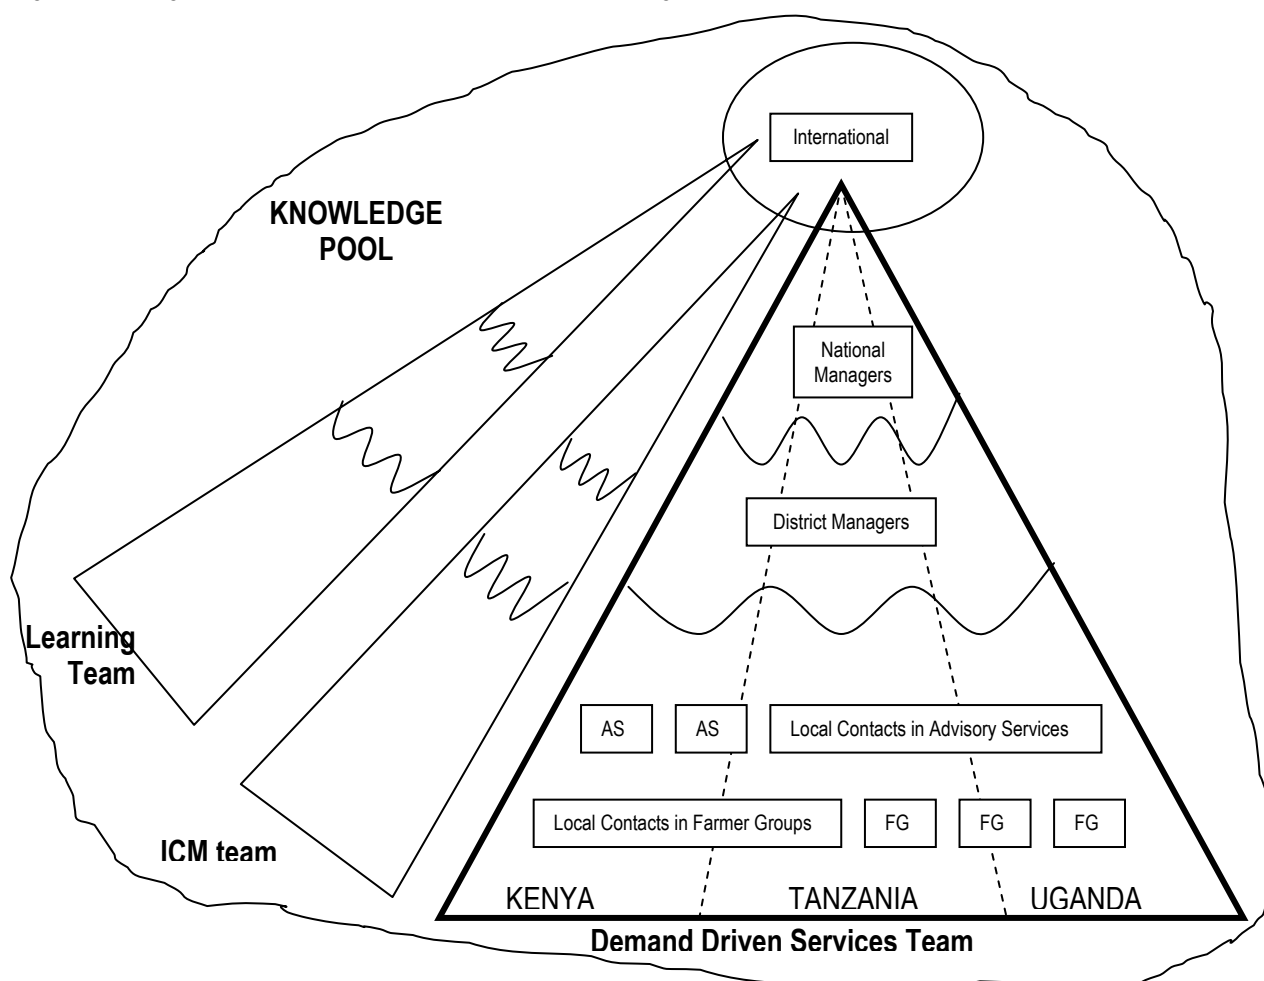 International
KNOWLEDGE
POOL
National
Managers
District Managers
Learning
Team
AS
AS
Local Contacts in Advisory Services
Local Contacts in Farmer Groups
FG
FG
FG
ICM team
KENYA
TANZANIA
UGANDA
Demand Driven Services Team